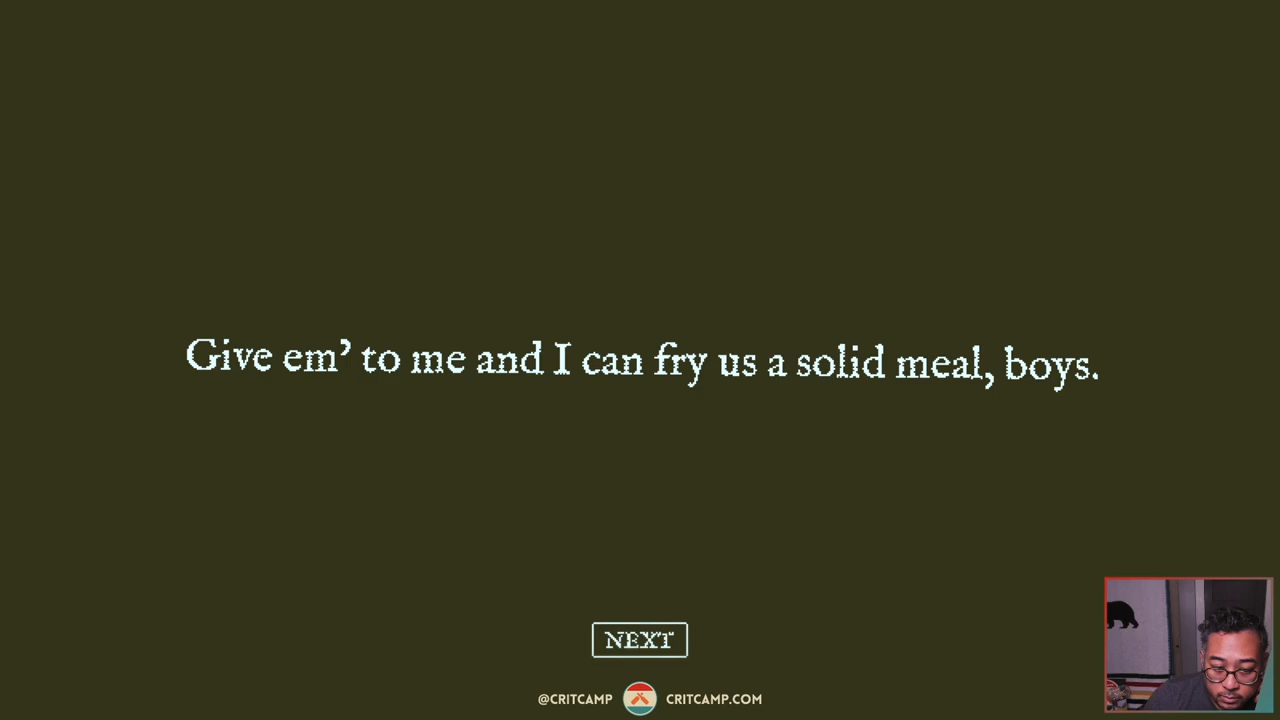 Give em’ to me and I can fry us a solid meal, boys.
NEXT
@CRITCAMP CRITCAMP.COM